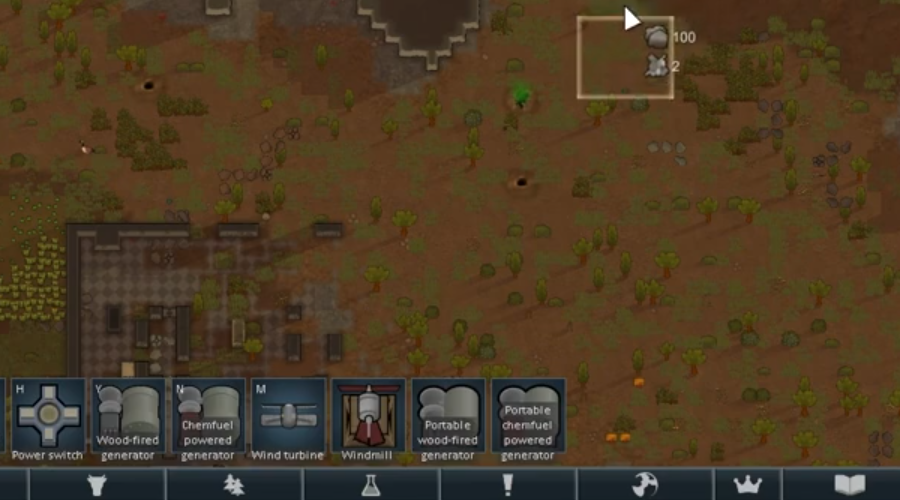 100
2
H
Y
N
M
Power switch
Wood-fired
generator
Chemfuel
powered
generator
Wind turbine
Windmill
Portable
wood-fired
generator
Portable
chemfuel
powered
generator